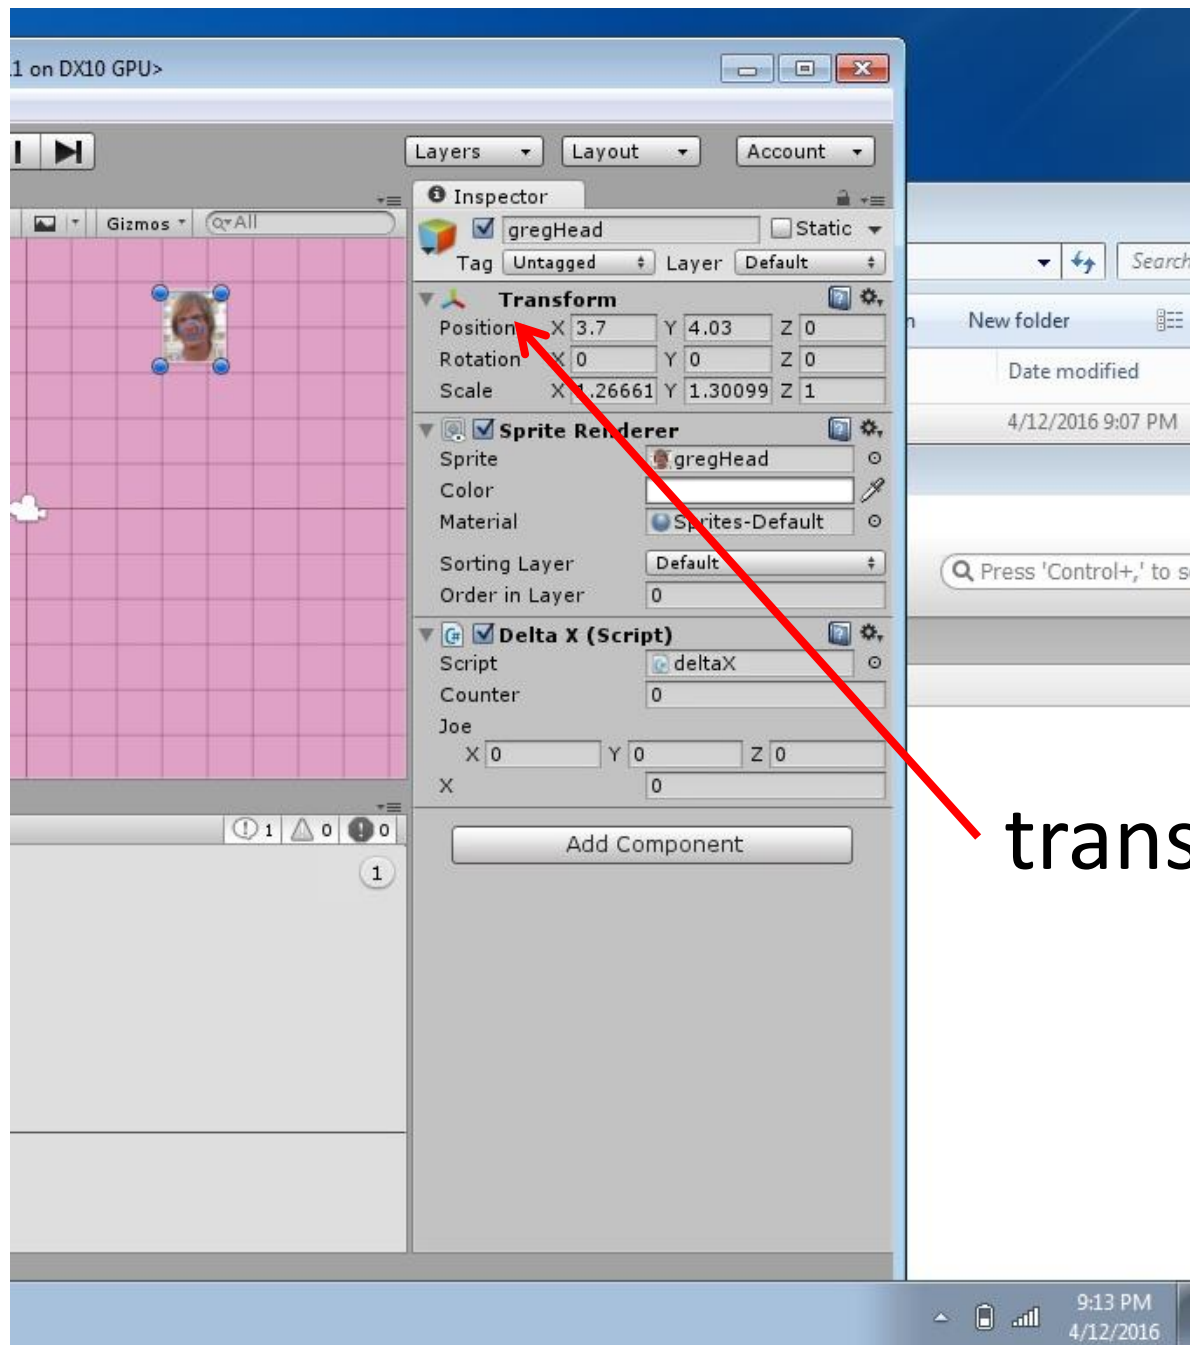 1 on DX10 GPU>
Layers Layout Account
Inspector
Gizmos All
gregHead Static
Tag Untagged Layer Default
Search
Transform
New folder
Position X 3.7 Y 4.03 Z 0
Rotation X 0 Y 0 Z 0
Date modified
Scale X 1.26661 Y 1.30099 Z 1
4/12/2016 9:07 PM
Sprite Renderer
Sprite gregHead
Color
Material Sprites-Default
Sorting Layer Default
Press 'Control+,' to s
Order in Layer 0
Delta X (Script)
Script deltaX
Counter 0
Joe
X 0 Y 0 Z 0
X 0
1 0 0
trans
Add Component
1
9:13 PM
4/12/2016